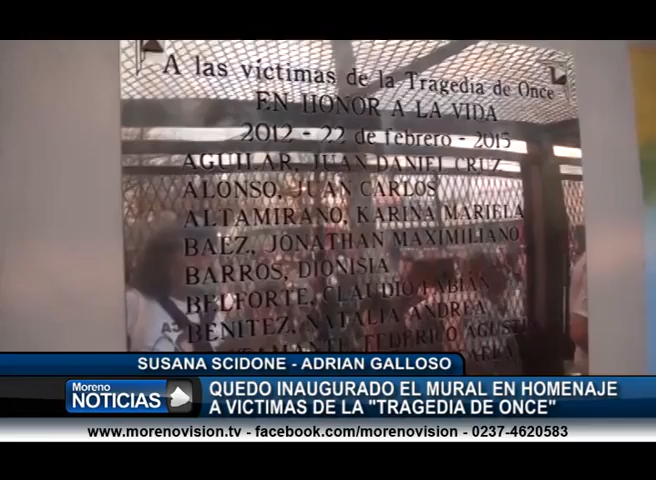 A las víctimas de la Tragedia de Once
EN HONOR A LA VIDA
2012 - 22 de febrero - 2015
AGUILAR, JUAN DANIEL CRUZ
ALONSO, JUAN CARLOS
ALTAMIRANO, KARINA MARIELA
BAEZ, JONATHAN MAXIMILIANO
BARROS, DIONISIA
BELFORTE, CLAUDIO FABIAN
BENITEZ, NATALIA ANDREA
FEDERICO
SUSANA SCIDONE - ADRIAN GALLOSO
Moreno
NOTICIAS
QUEDO INAUGURADO EL MURAL EN HOMENAJE
A VICTIMAS DE LA "TRAGEDIA DE ONCE"
www.morenovision.tv - facebook.com/morenovision - 0237-4620583